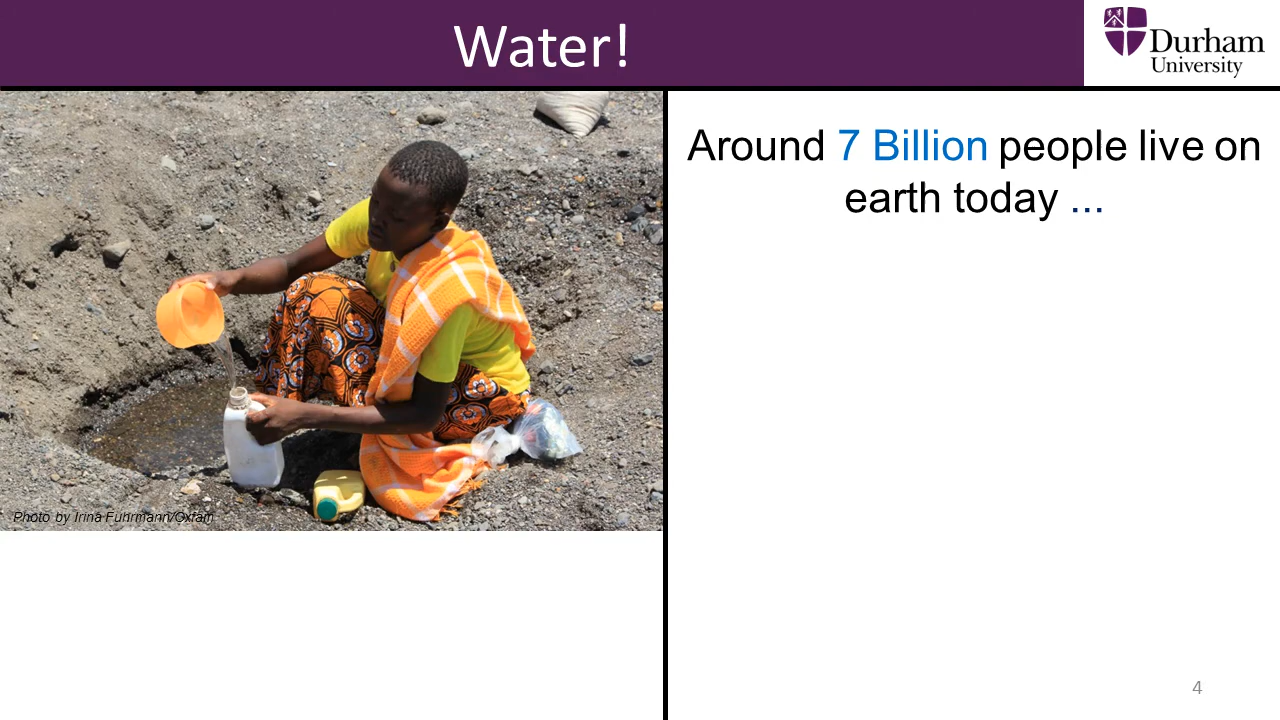 Water!
Durham
University
Around 7 Billion people live on
earth today ...
Photo by Irina Fuhrmann/Oxfam
4